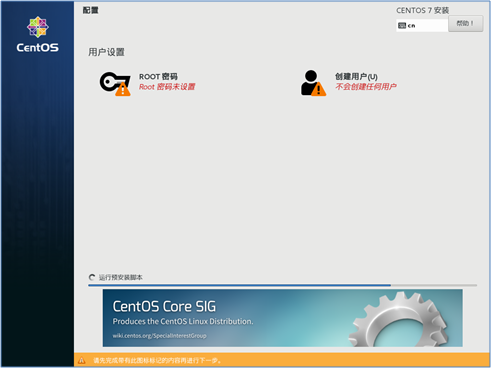 配置
CENTOS 7 安装
cn
帮助！
CentOS
用户设置
ROOT 密码
Root 密码未设置
创建用户(U)
不会创建任何用户
运行预安装脚本
CentOS Core SIG
Produces the CentOS Linux Distribution.
wiki.centos.org/SpecialInterestGroup
请先完成带有此图标标记的内容再进行下一步。